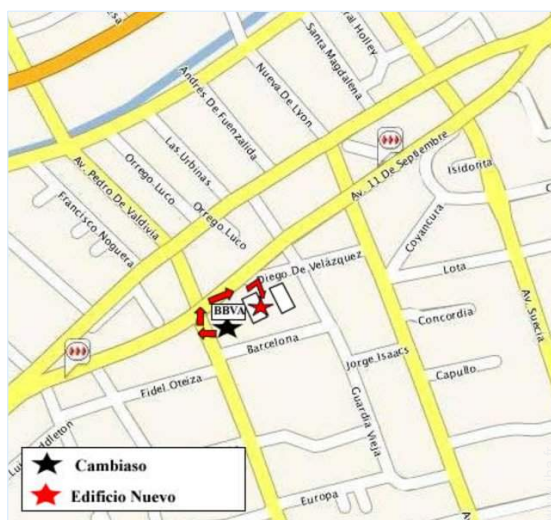 Santa Magdalena
Nueva De Lyon
Andrés De Fuenzalida
Las Urbinas
Orrego Luco
Orrego Luco
Av. Pedro De Valdivia
Francisco Noguera
Av. 11 De Septiembre
Isidorita
Covancura
Diego De Velázquez
Lota
Av. Suecia
BBVA
Concordia
Barcelona
Jorge Isaacs
Capullo
Fidel Oteiza
Guardia Vieja
Europa
Cambiaso
Edificio Nuevo